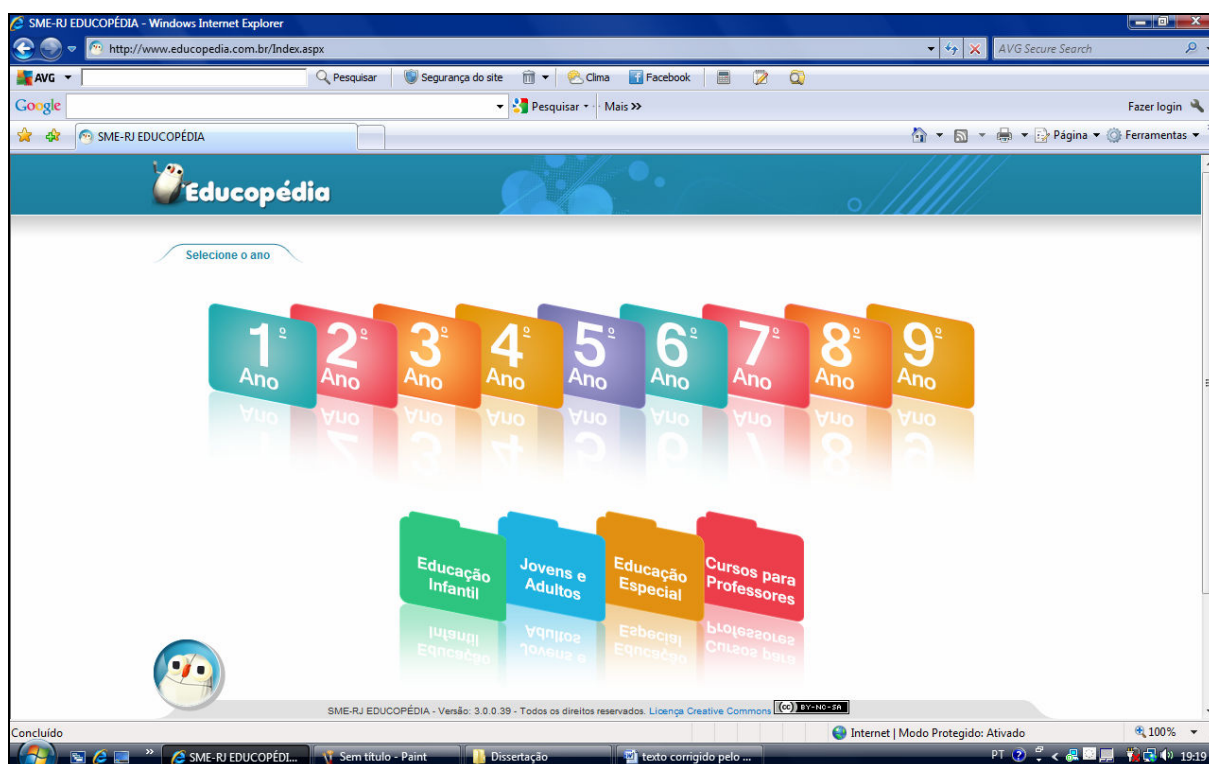 SME-RJ EDUCOPÉDIA - Windows Internet Explorer
http://www.educopedia.com.br/Index.aspx
AVG Secure Search
AVG Pesquisar Segurança do site Clima Facebook
Google Pesquisar Mais >> Fazer login
SME-RJ EDUCOPÉDIA Página Ferramentas
Educopédia
Selecione o ano
1º Ano
2º Ano
3º Ano
4º Ano
5º Ano
6º Ano
7º Ano
8º Ano
9º Ano
Educação
Infantil
Jovens e
Adultos
Educação
Especial
Cursos para
Professores
SME-RJ EDUCOPÉDIA - Versão: 3.0.0.39 - Todos os direitos reservados. Licença Creative Commons (cc) BY-NC-SA
Concluído Internet | Modo Protegido: Ativado 100%
SME-RJ EDUCOPÉDI... Sem título - Paint Dissertação texto corrigido pelo ... PT 19:19